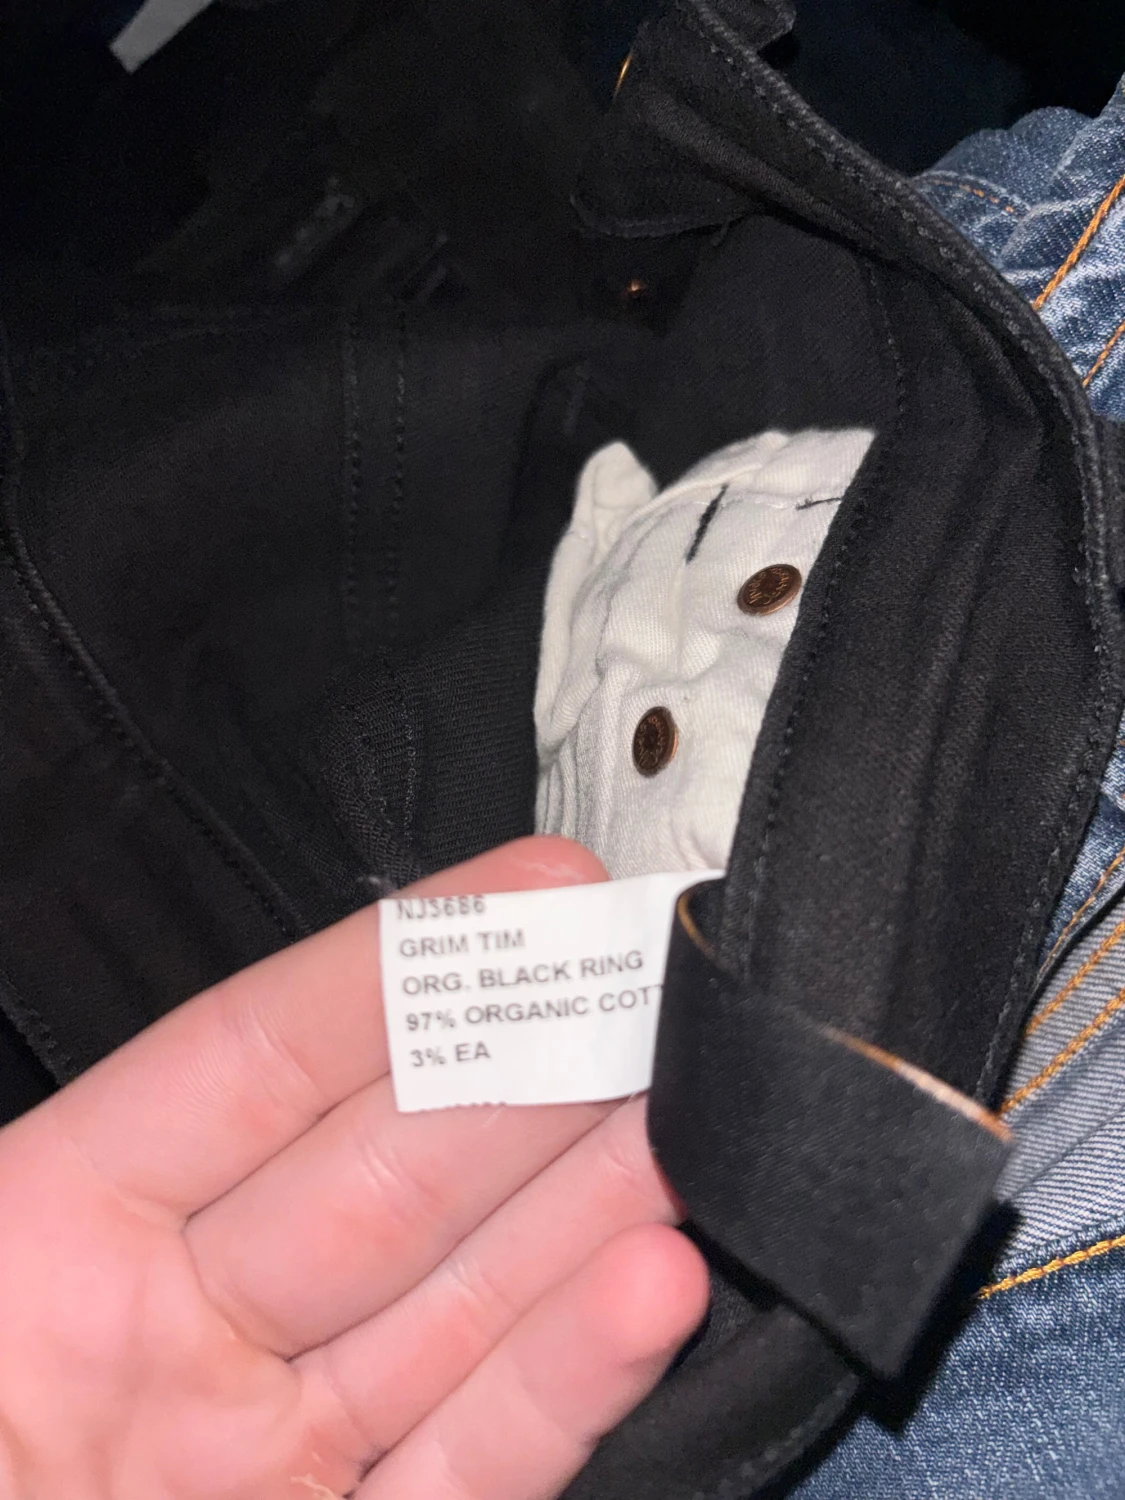 NJ3686
GRIM TIM
ORG. BLACK RING
97% ORGANIC COTT
3% EA